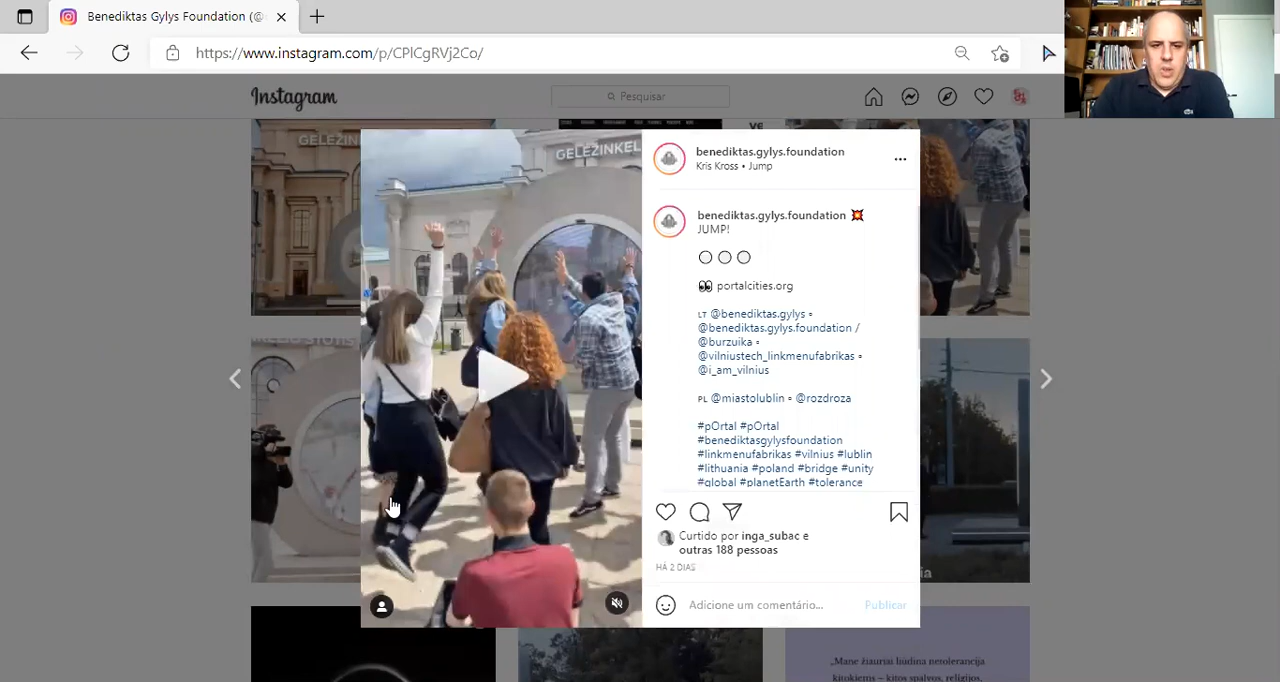 Benediktas Gylys Foundation (@
https://www.instagram.com/p/CPlCgRVj2Co/
Instagram
Pesquisar
GELEŽINKEL
GELEŽINKEL
benediktas.gylys.foundation
Kris Kross • Jump
benediktas.gylys.foundation 💥
JUMP!
👀 portalcities.org
LT @benediktas.gylys ▫
@benediktas.gylys.foundation /
@burzuika ▫
@vilniustech_linkmenufabrikas ▫
@i_am_vilnius
PL @miastolublin ▫ @rozdroza
#pOrtal #pOrtal
#benediktasgylysfoundation
#linkmenufabrikas #vilnius #lublin
#lithuania #poland #bridge #unity
#global #planetEarth #tolerance
Curtido por inga_subac e
outras 188 pessoas
HÁ 2 DIAS
Adicione um comentário... Publicar
„Mane žiauriai liūdina netolerancija
kitokiems – kitos spalvos, religijos,